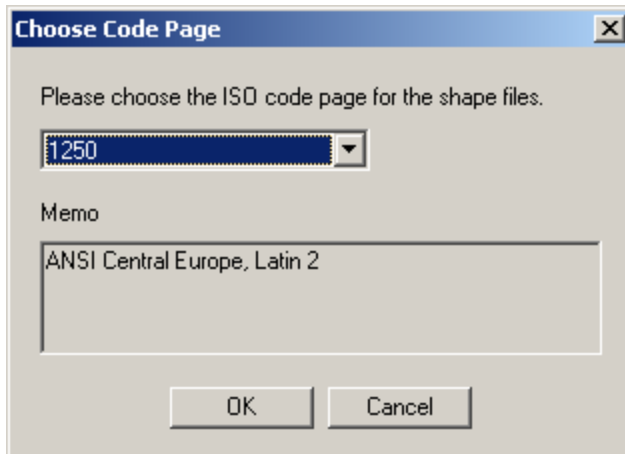 Choose Code Page
Please choose the ISO code page for the shape files.
1250
Memo
ANSI Central Europe, Latin 2
OK
Cancel